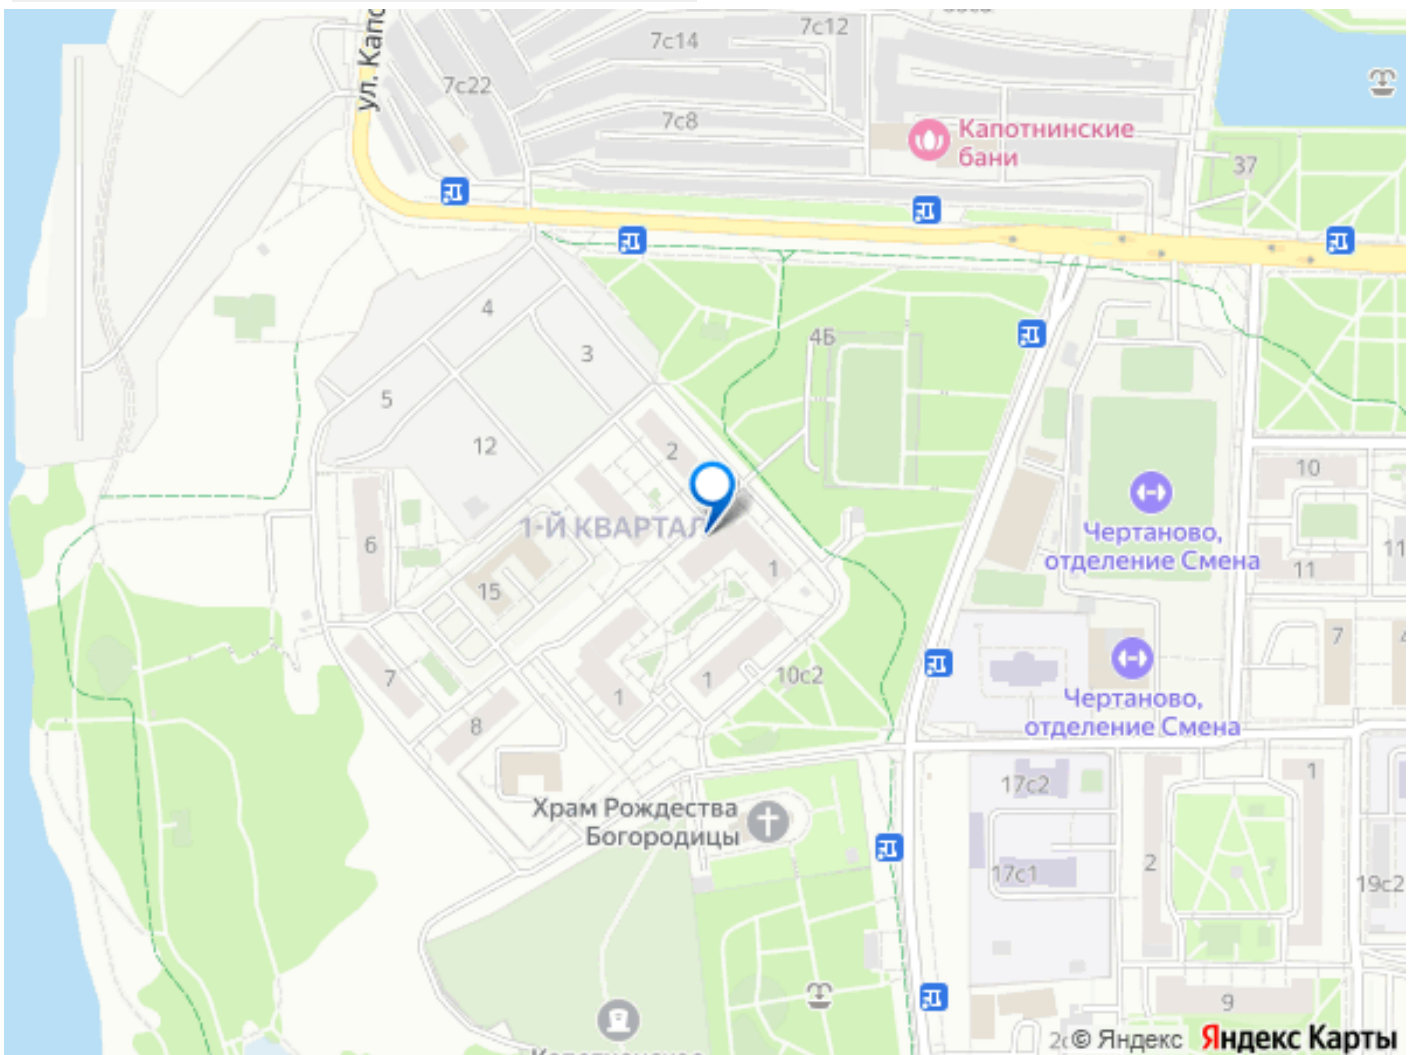 ул. Капо
7с14
7с12
7с22
7с8
Капотнинские
бани
37
4
3
4Б
5
12
2
10
1-Й КВАРТАЛ
Чертаново,
отделение Смена
6
1
11
11
15
7
7
10с2
1
1
Чертаново,
отделение Смена
8
17с2
1
Храм Рождества
Богородицы
2
17с1
19с2
9
© Яндекс
Яндекс Карты